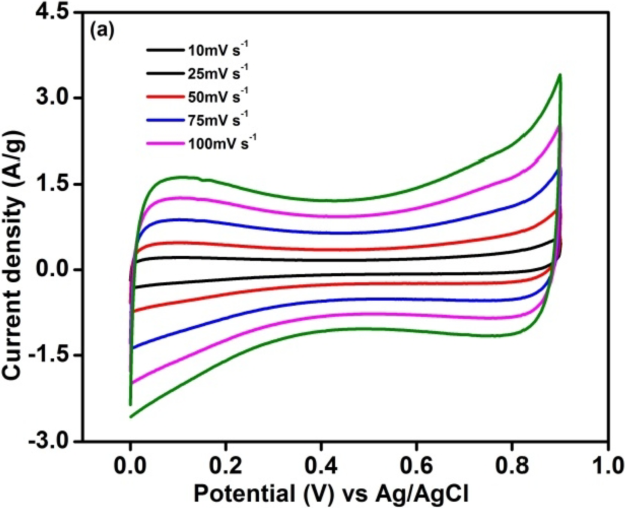 (a)
10mV s⁻¹
25mV s⁻¹
50mV s⁻¹
75mV s⁻¹
100mV s⁻¹
4.5
3.0
1.5
0.0
-1.5
-3.0
Current density (A/g)
0.0 0.2 0.4 0.6 0.8 1.0
Potential (V) vs Ag/AgCl